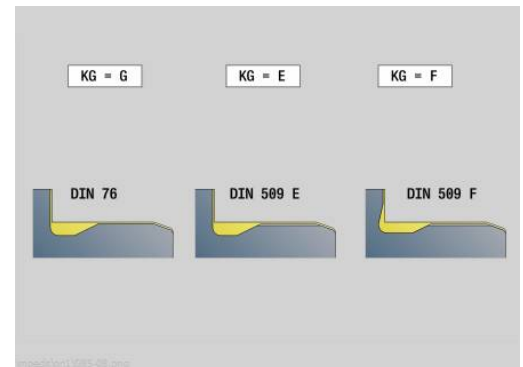 KG = G
KG = E
KG = F
DIN 76
DIN 509 E
DIN 509 F